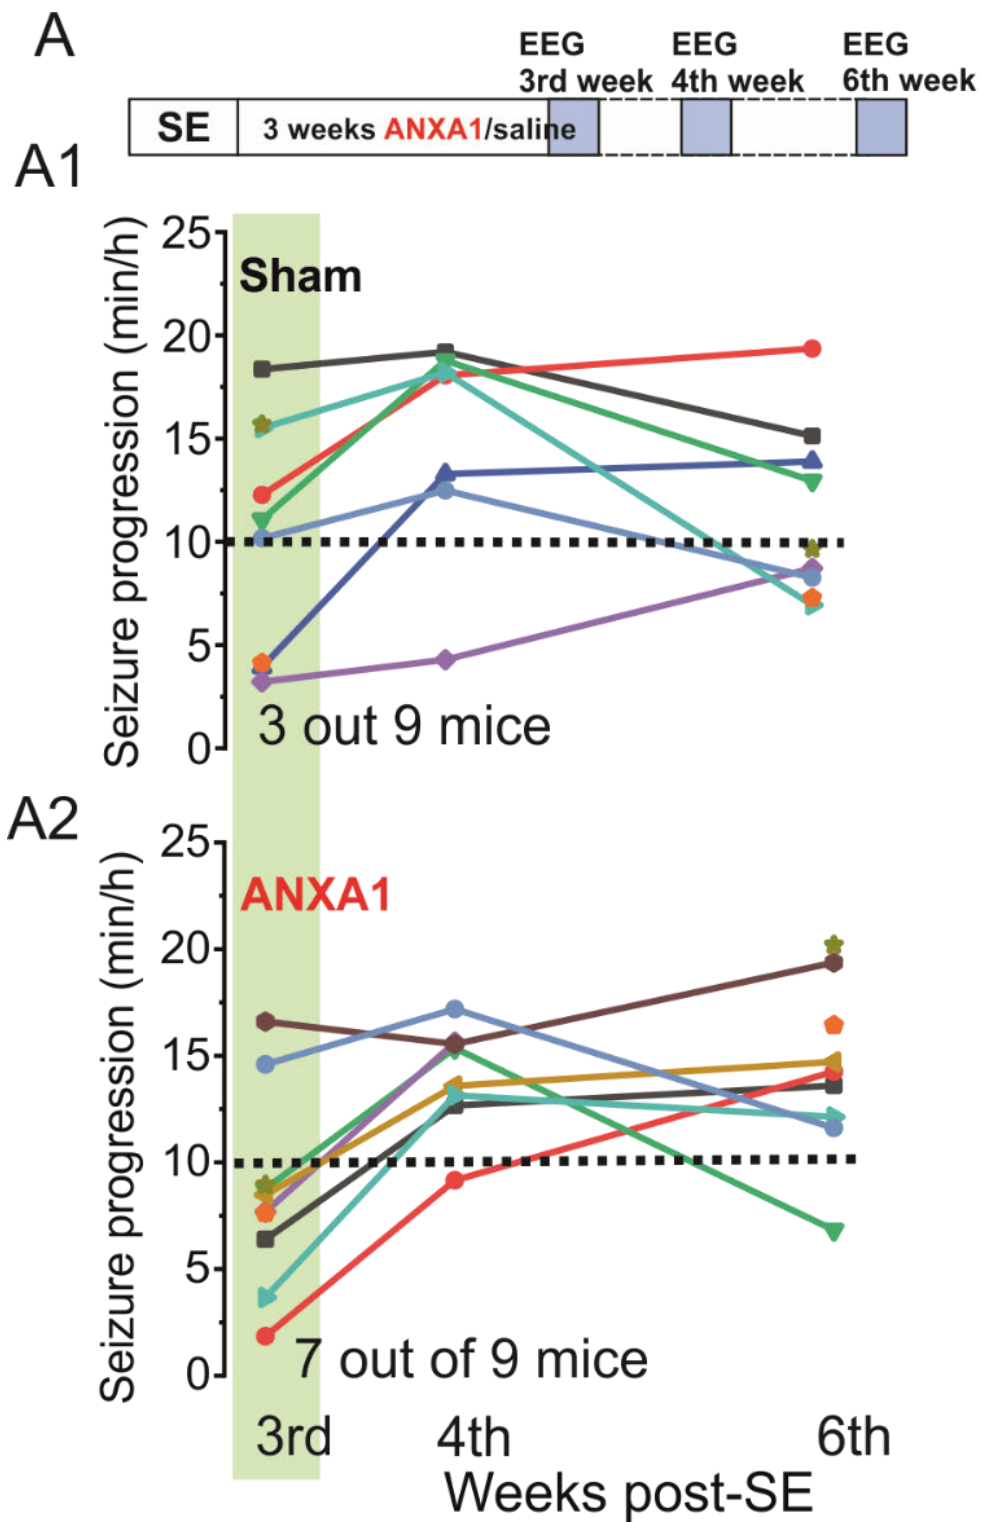 A
EEG
3rd week
EEG
4th week
EEG
6th week
SE
3 weeks ANXA1/saline
A1
Seizure progression (min/h)
25
20
15
10
5
0
Sham
3 out 9 mice
A2
Seizure progression (min/h)
25
20
15
10
5
0
ANXA1
7 out of 9 mice
3rd
4th
6th
Weeks post-SE